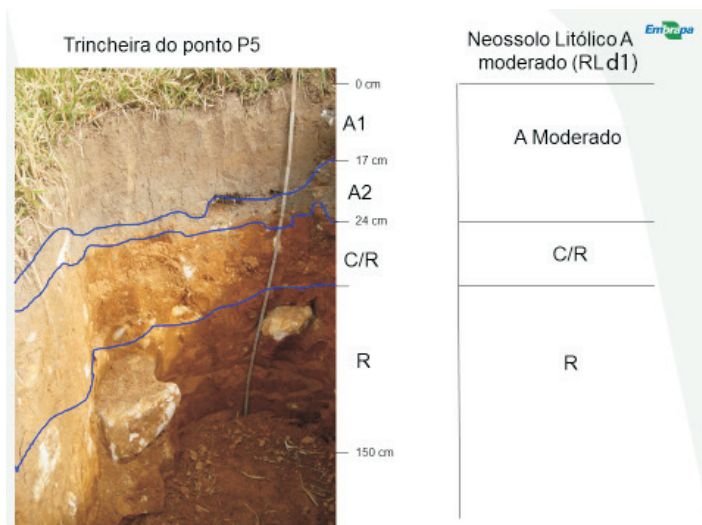 Trincheira do ponto P5
Neossolo Litólico A
moderado (RLd1)
Embrapa
0 cm
A1
17 cm
A2
24 cm
C/R
R
150 cm
A Moderado
C/R
R